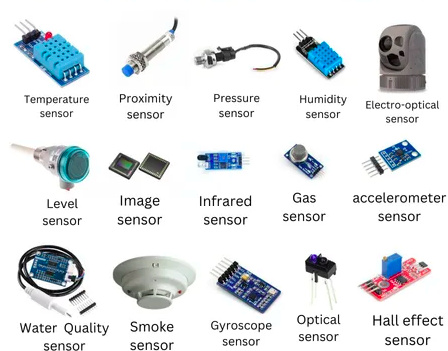 Temperature
sensor
Proximity
sensor
Pressure
sensor
Humidity
sensor
Electro-optical
sensor
Level
sensor
Image
sensor
Infrared
sensor
Gas
sensor
accelerometer
sensor
Water Quality
sensor
Smoke
sensor
Gyroscope
sensor
Optical
sensor
Hall effect
sensor